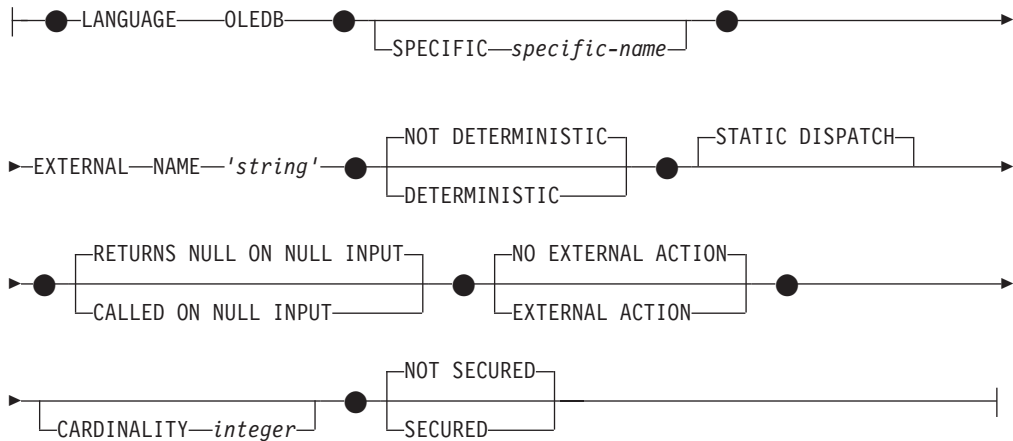 LANGUAGE OLEDB
SPECIFIC specific-name
NOT DETERMINISTIC STATIC DISPATCH
EXTERNAL NAME 'string'
DETERMINISTIC
RETURNS NULL ON NULL INPUT NO EXTERNAL ACTION
CALLED ON NULL INPUT EXTERNAL ACTION
NOT SECURED
CARDINALITY integer SECURED